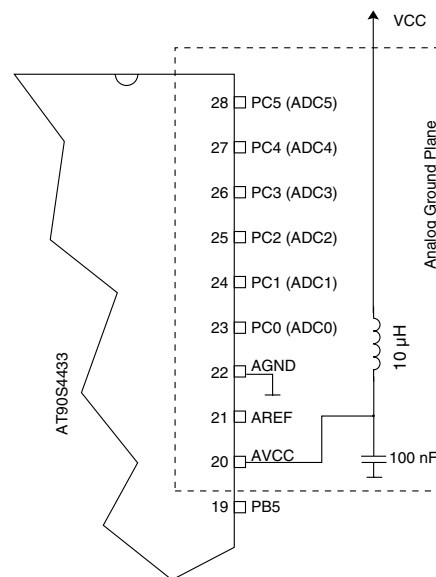 VCC
28 PC5 (ADC5)
27 PC4 (ADC4)
26 PC3 (ADC3)
25 PC2 (ADC2)
24 PC1 (ADC1)
23 PC0 (ADC0)
22 AGND
21 AREF
20 AVCC
19 PB5
AT90S4433
Analog Ground Plane
10 µH
100 nF